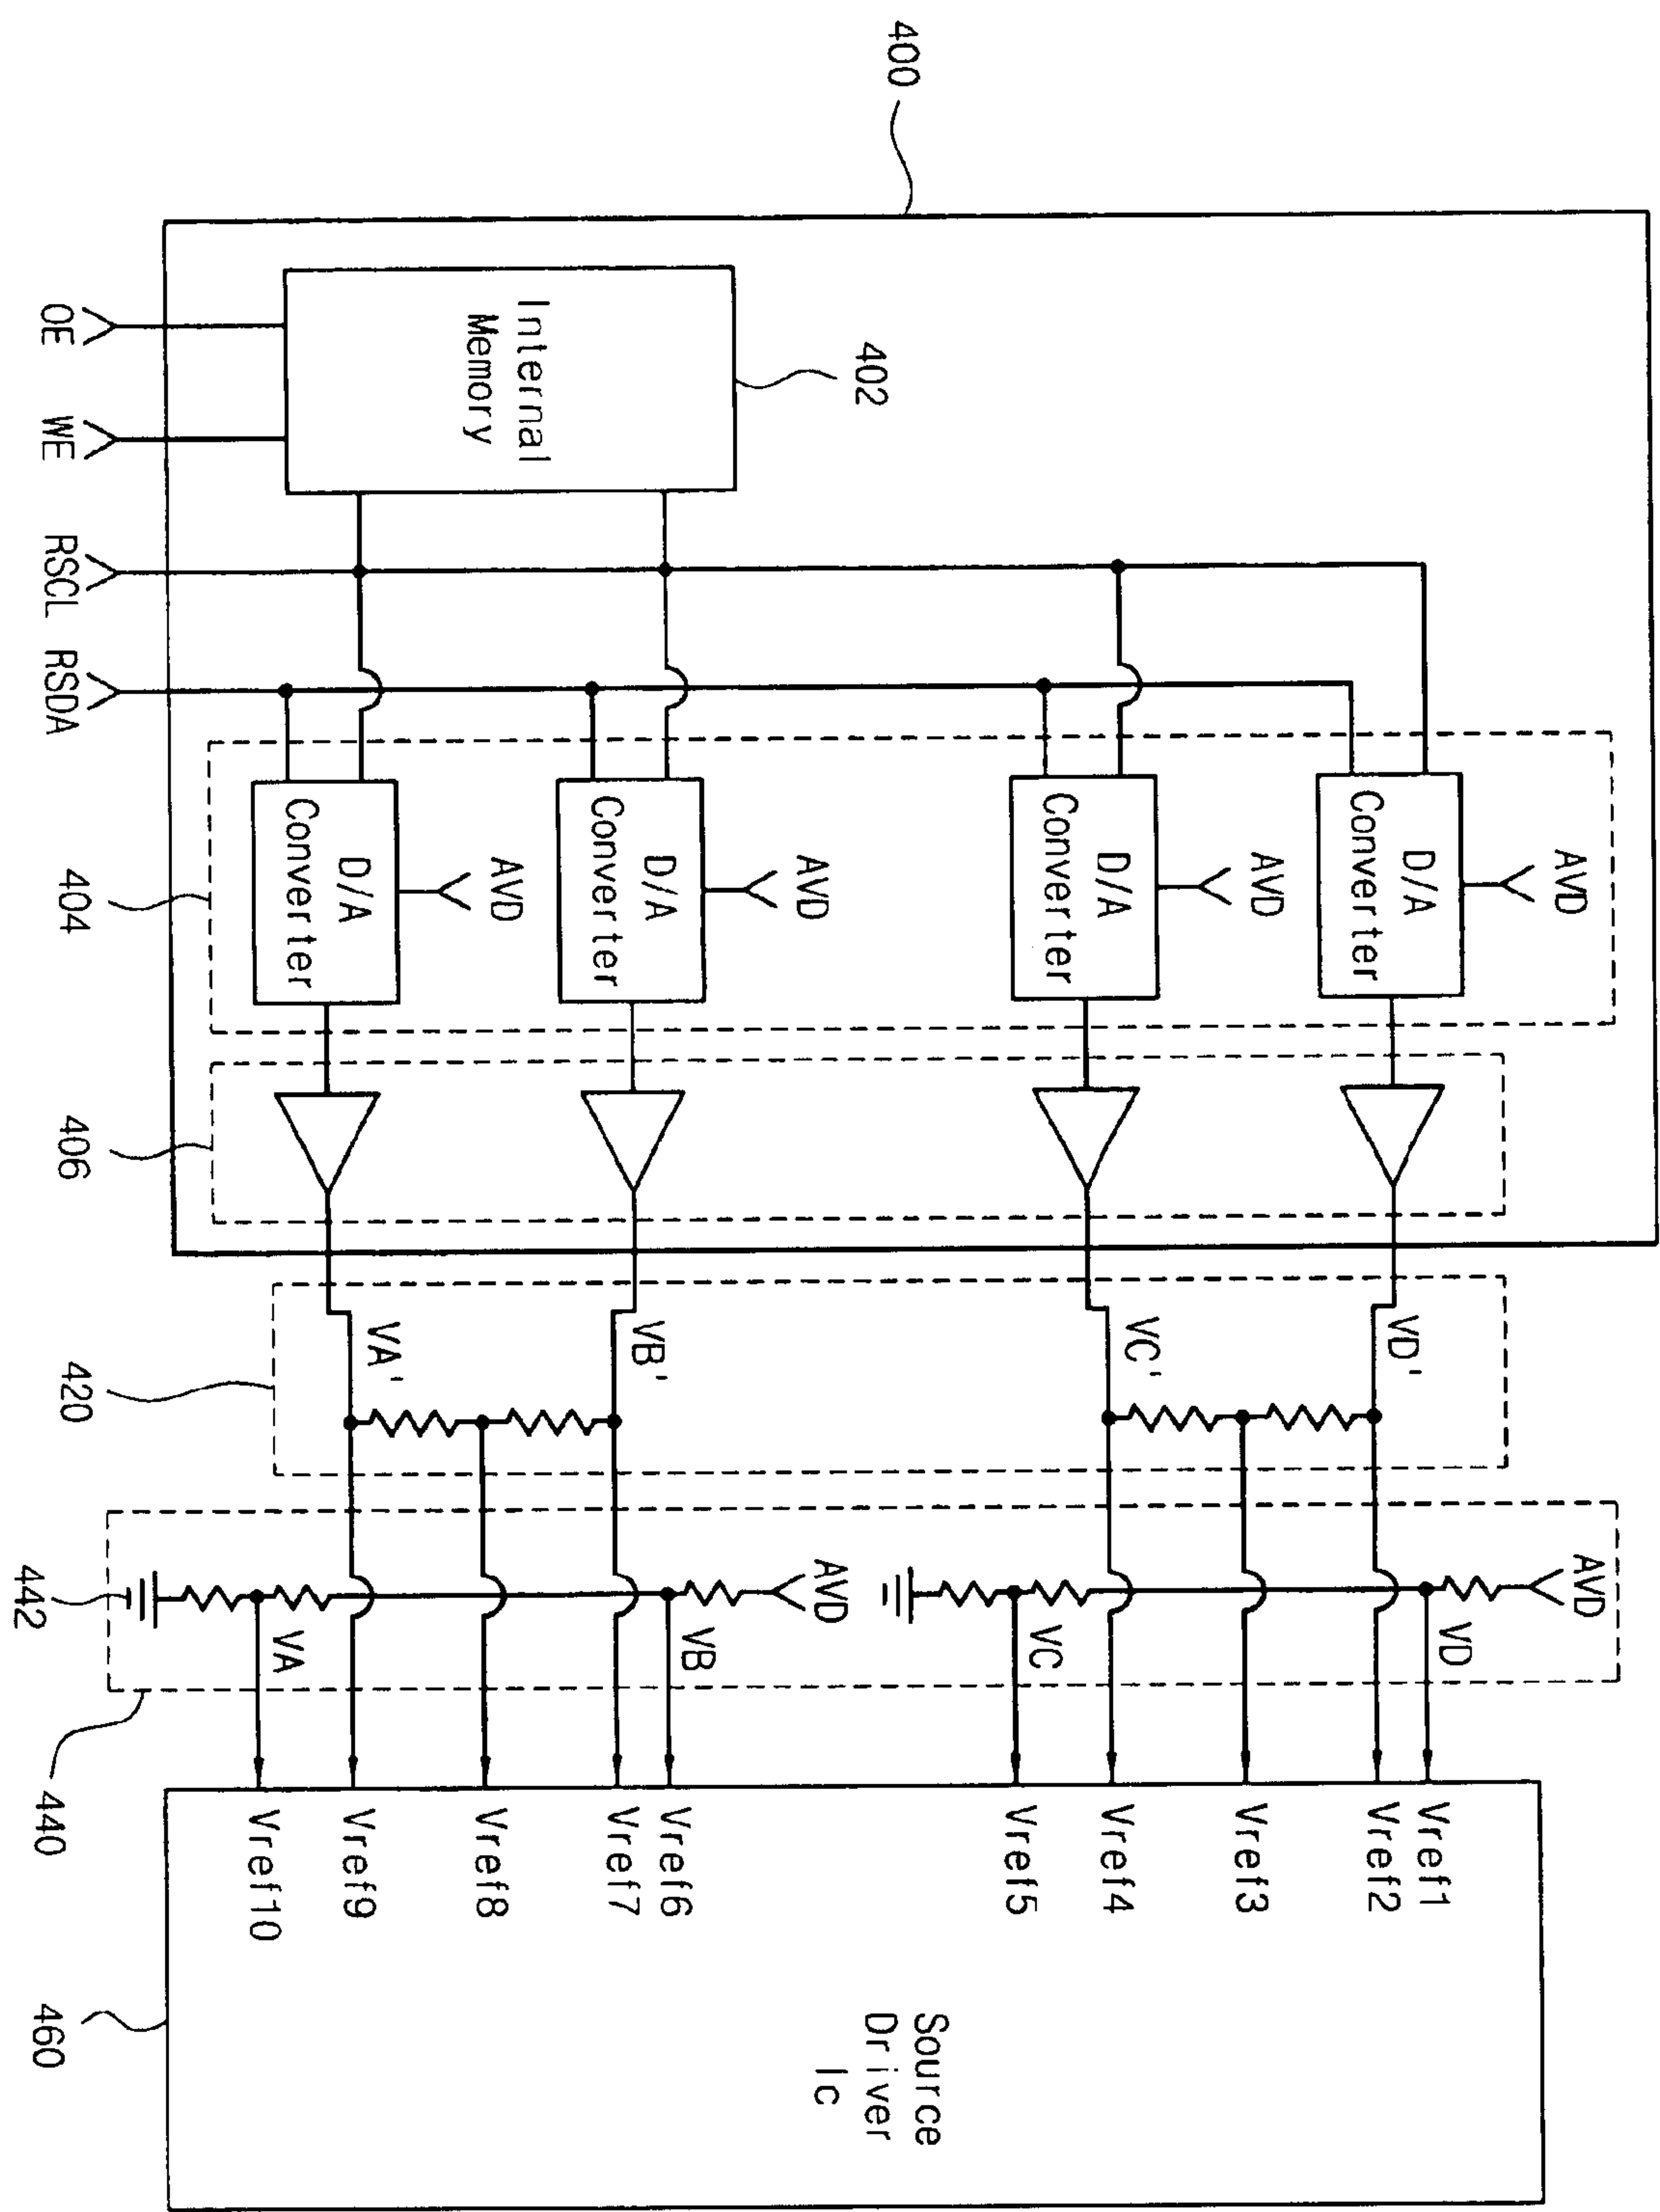 400
Internal
Memory
402
OE
WE
RSCL
RSDA
AVD
D/A
Converter
AVD
D/A
Converter
AVD
D/A
Converter
AVD
D/A
Converter
404
406
VD'
VC'
VB'
VA'
420
AVD
VD
VC
AVD
VB
VA
442
440
Vref1
Vref2
Vref3
Vref4
Vref5
Vref6
Vref7
Vref8
Vref9
Vref10
Source
Driver
Ic
460